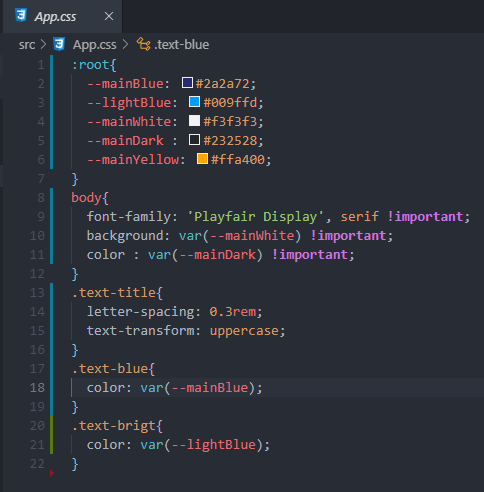 App.css ×
src > App.css > .text-blue
1 :root{
2 --mainBlue: #2a2a72;
3 --lightBlue: #009ffd;
4 --mainWhite: #f3f3f3;
5 --mainDark : #232528;
6 --mainYellow: #ffa400;
7 }
8 body{
9 font-family: 'Playfair Display', serif !important;
10 background: var(--mainWhite) !important;
11 color : var(--mainDark) !important;
12 }
13 .text-title{
14 letter-spacing: 0.3rem;
15 text-transform: uppercase;
16 }
17 .text-blue{
18 color: var(--mainBlue);
19 }
20 .text-brigt{
21 color: var(--lightBlue);
22 }